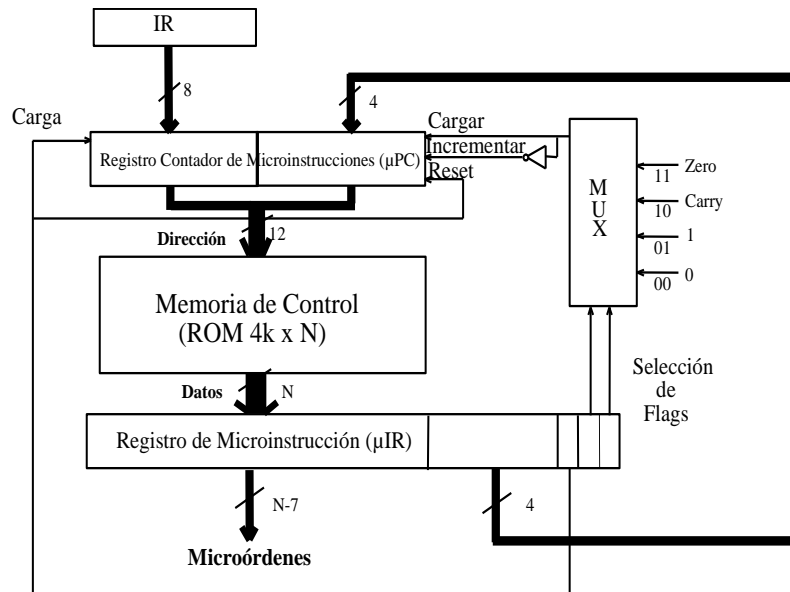 IR
8
4
Carga
Cargar
Registro Contador de Microinstrucciones (µPC)
Incrementar
Reset
M
U
X
11
Zero
10
Carry
01
1
00
0
Dirección
12
Memoria de Control
(ROM 4k x N)
Datos
N
Selección
de
Flags
Registro de Microinstrucción (µIR)
N-7
4
Microórdenes